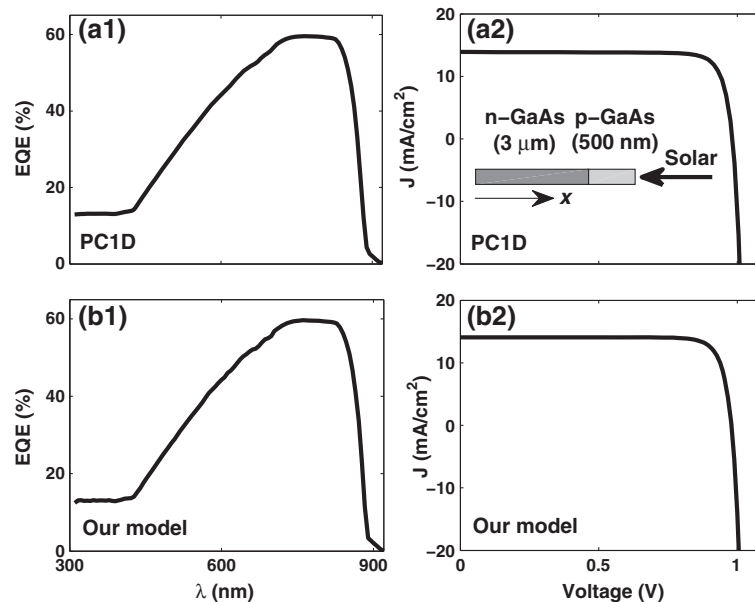 (a1)
60
40
20
0
EQE (%)
PC1D
(a2)
20
10
0
−10
−20
J (mA/cm²)
n−GaAs p−GaAs
(3 μm) (500 nm)
Solar
x
PC1D
(b1)
60
40
20
0
EQE (%)
Our model
300 600 900
λ (nm)
(b2)
20
10
0
−10
−20
J (mA/cm²)
Our model
0 0.5 1
Voltage (V)